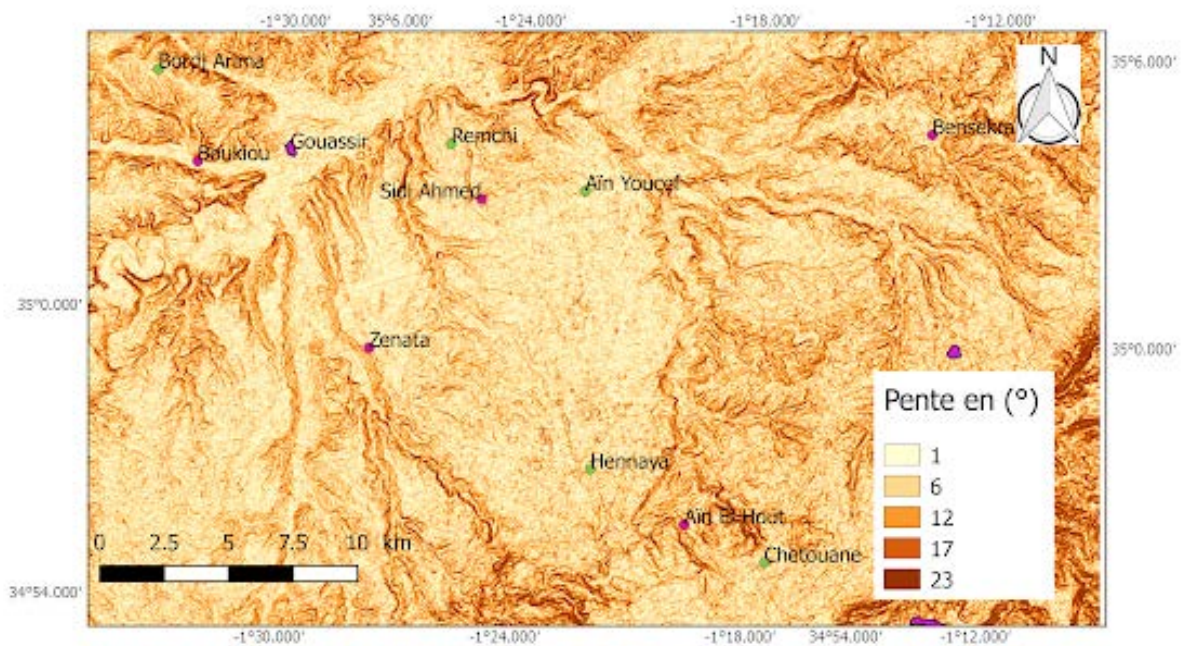 -1°30.000' 35°6.000' -1°24.000' -1°18.000' -1°12.000'
35°6.000'
N
Bordj Arima
Bensekra
Gouassir
Remchi
Baukiou
Aïn Youcef
Sidi Ahmed
35°0.000'
Zenata
35°0.000'
Pente en (°)
1
6
12
17
23
Hennaya
Aïn El Hout
0 2.5 5 7.5 10 km
Chetouane
34°54.000'
-1°30.000' -1°24.000' -1°18.000' 34°54.000' -1°12.000'